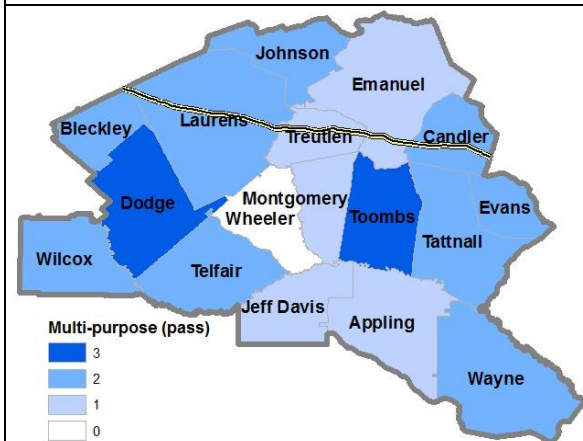 Johnson
Emanuel
Bleckley
Laurens
Treutlen
Candler
Dodge
Montgomery
Wheeler
Toombs
Evans
Tattnall
Wilcox
Telfair
Jeff Davis
Appling
Wayne
Multi-purpose (pass)
3
2
1
0